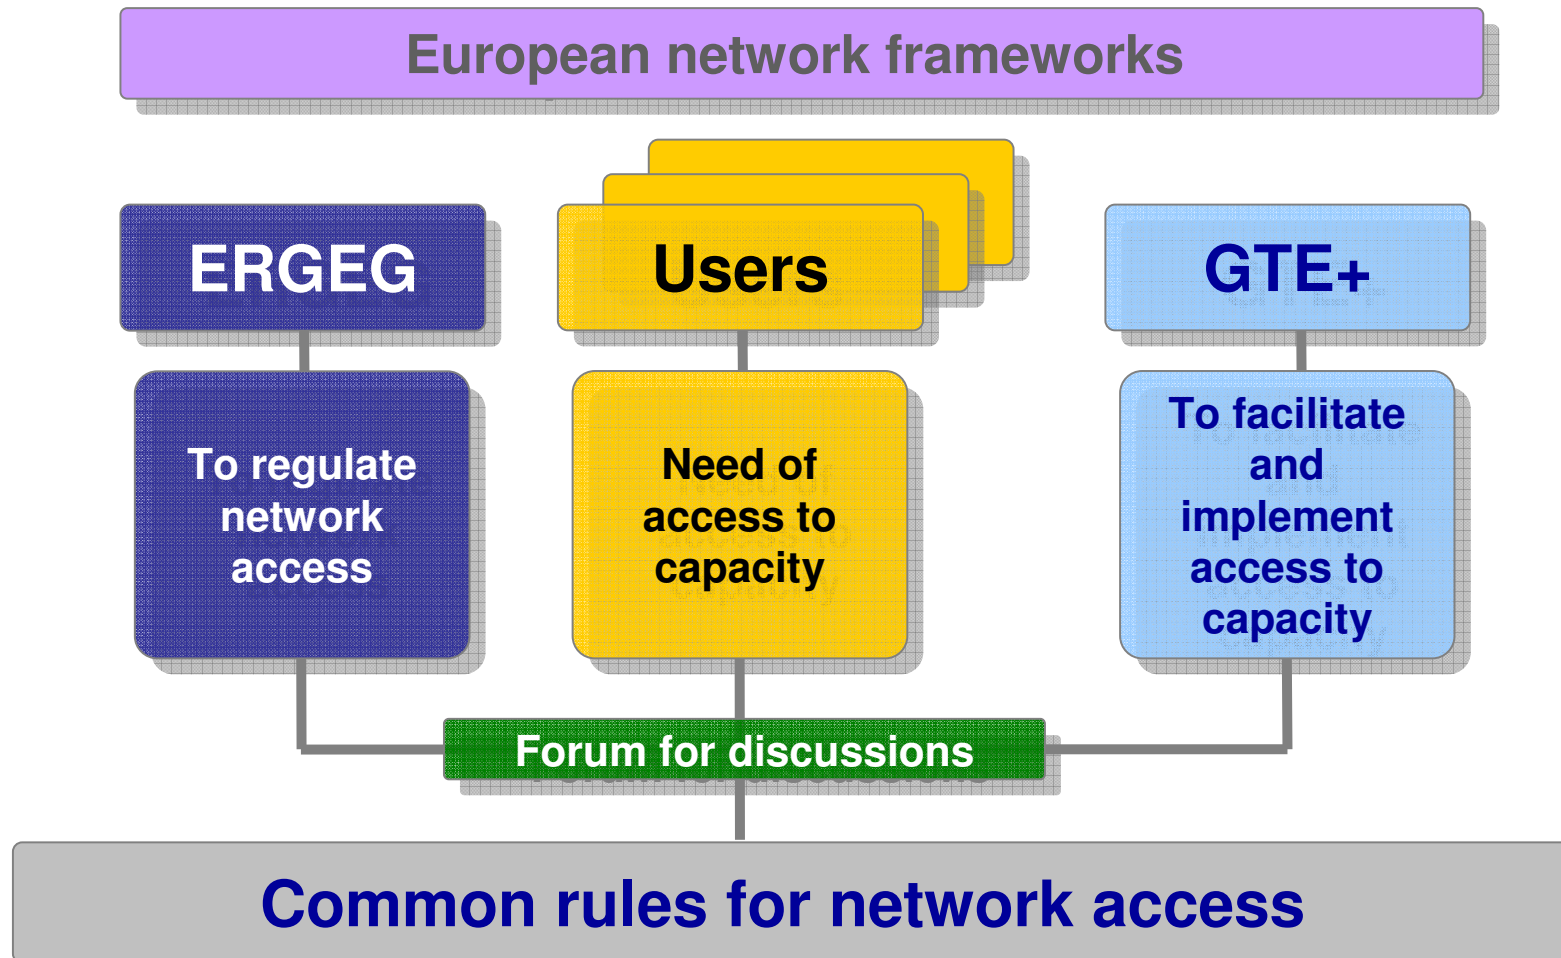 European network frameworks
ERGEG
Users
GTE+
To regulate
network
access
Need of
access to
capacity
To facilitate
and
implement
access to
capacity
Forum for discussions
Common rules for network access